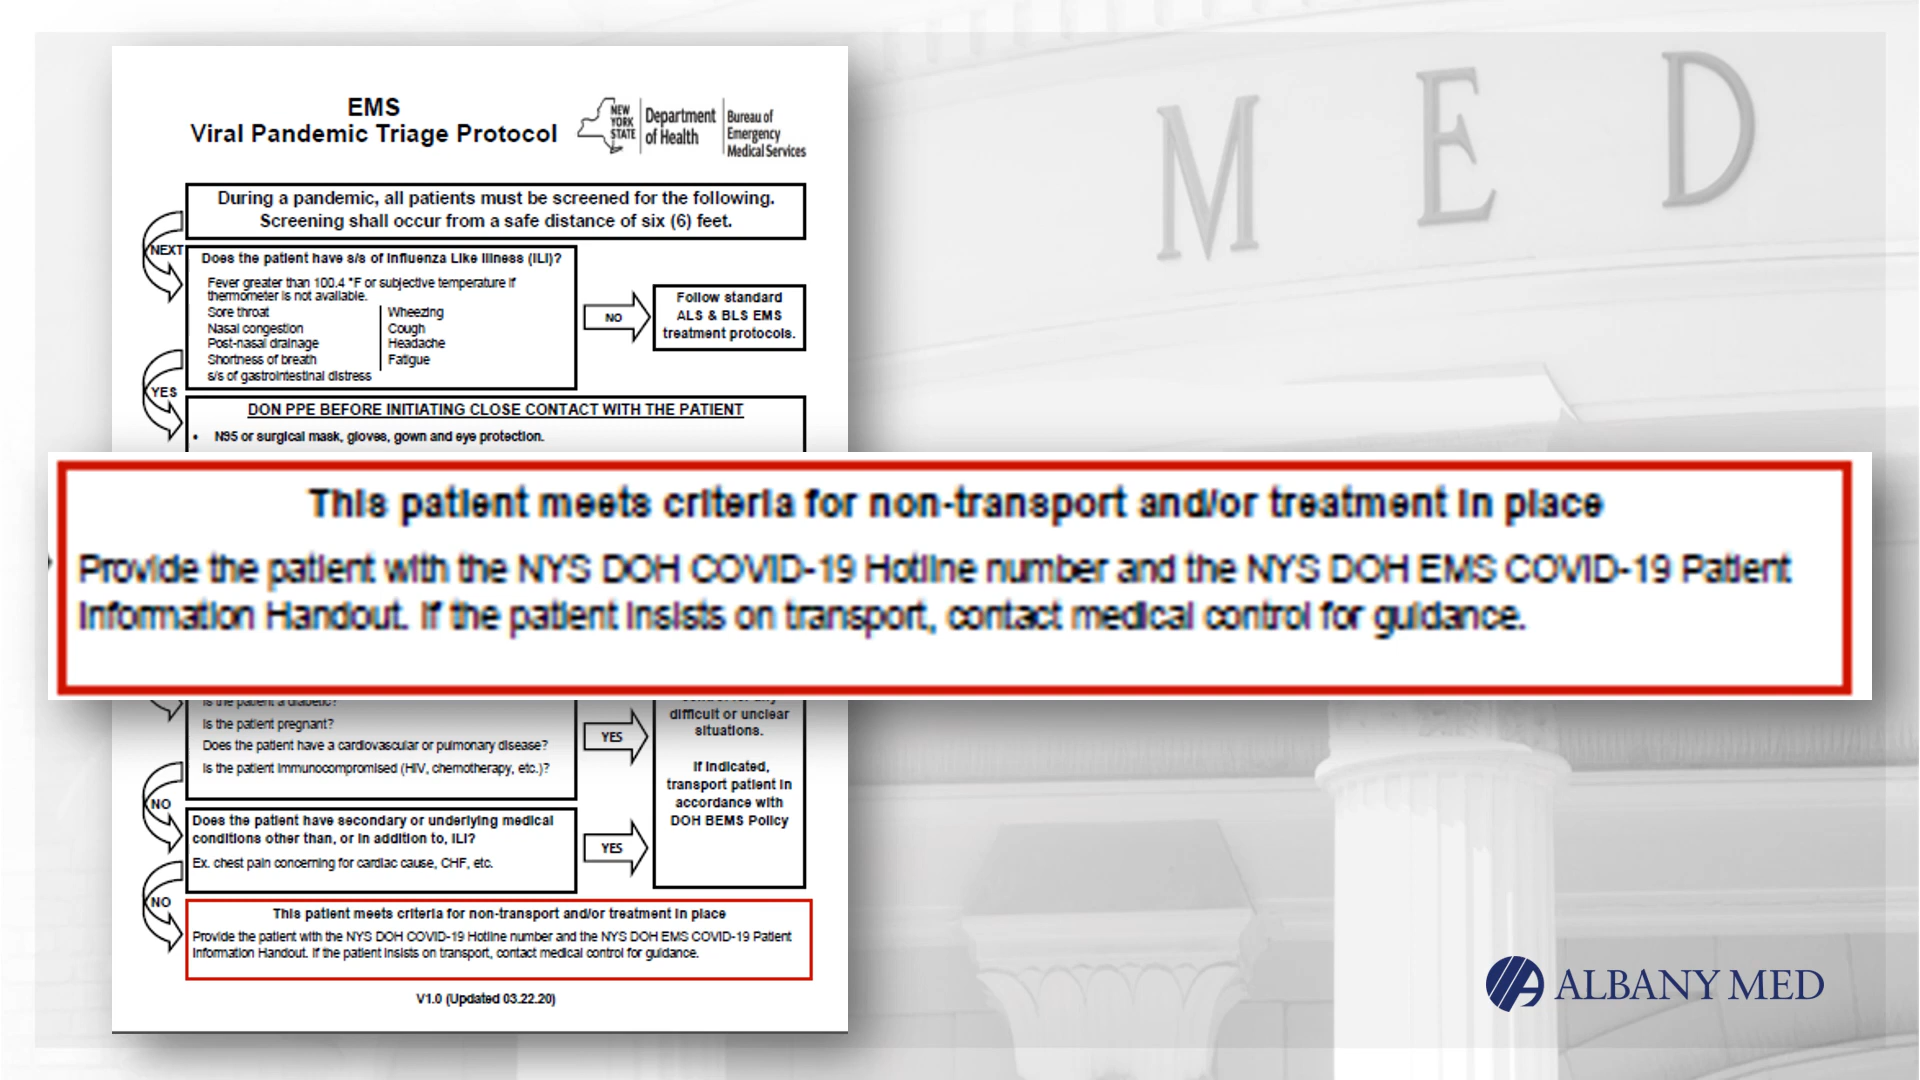 M E D
EMS
Viral Pandemic Triage Protocol
NEW
YORK
STATE
Department
of Health
Bureau of
Emergency
Medical Services
During a pandemic, all patients must be screened for the following.
Screening shall occur from a safe distance of six (6) feet.
NEXT
Does the patient have s/s of Influenza Like Illness (ILI)?
Fever greater than 100.4 °F or subjective temperature if
thermometer is not available.
Sore throat
Nasal congestion
Post-nasal drainage
Shortness of breath
s/s of gastrointestinal distress
Wheezing
Cough
Headache
Fatigue
NO
Follow standard
ALS & BLS EMS
treatment protocols.
YES
DON PPE BEFORE INITIATING CLOSE CONTACT WITH THE PATIENT
• N95 or surgical mask, gloves, gown and eye protection.
This patient meets criteria for non-transport and/or treatment in place
Provide the patient with the NYS DOH COVID-19 Hotline number and the NYS DOH EMS COVID-19 Patient
Information Handout. If the patient insists on transport, contact medical control for guidance.
Is the patient a diabetic?
Is the patient pregnant?
Does the patient have a cardiovascular or pulmonary disease?
Is the patient immunocompromised (HIV, chemotherapy, etc.)?
YES
difficult or unclear
situations.
If indicated,
transport patient in
accordance with
DOH BEMS Policy
NO
Does the patient have secondary or underlying medical
conditions other than, or in addition to, ILI?
Ex. chest pain concerning for cardiac cause, CHF, etc.
YES
NO
This patient meets criteria for non-transport and/or treatment in place
Provide the patient with the NYS DOH COVID-19 Hotline number and the NYS DOH EMS COVID-19 Patient
Information Handout. If the patient insists on transport, contact medical control for guidance.
V1.0 (Updated 03.22.20)
ALBANY MED